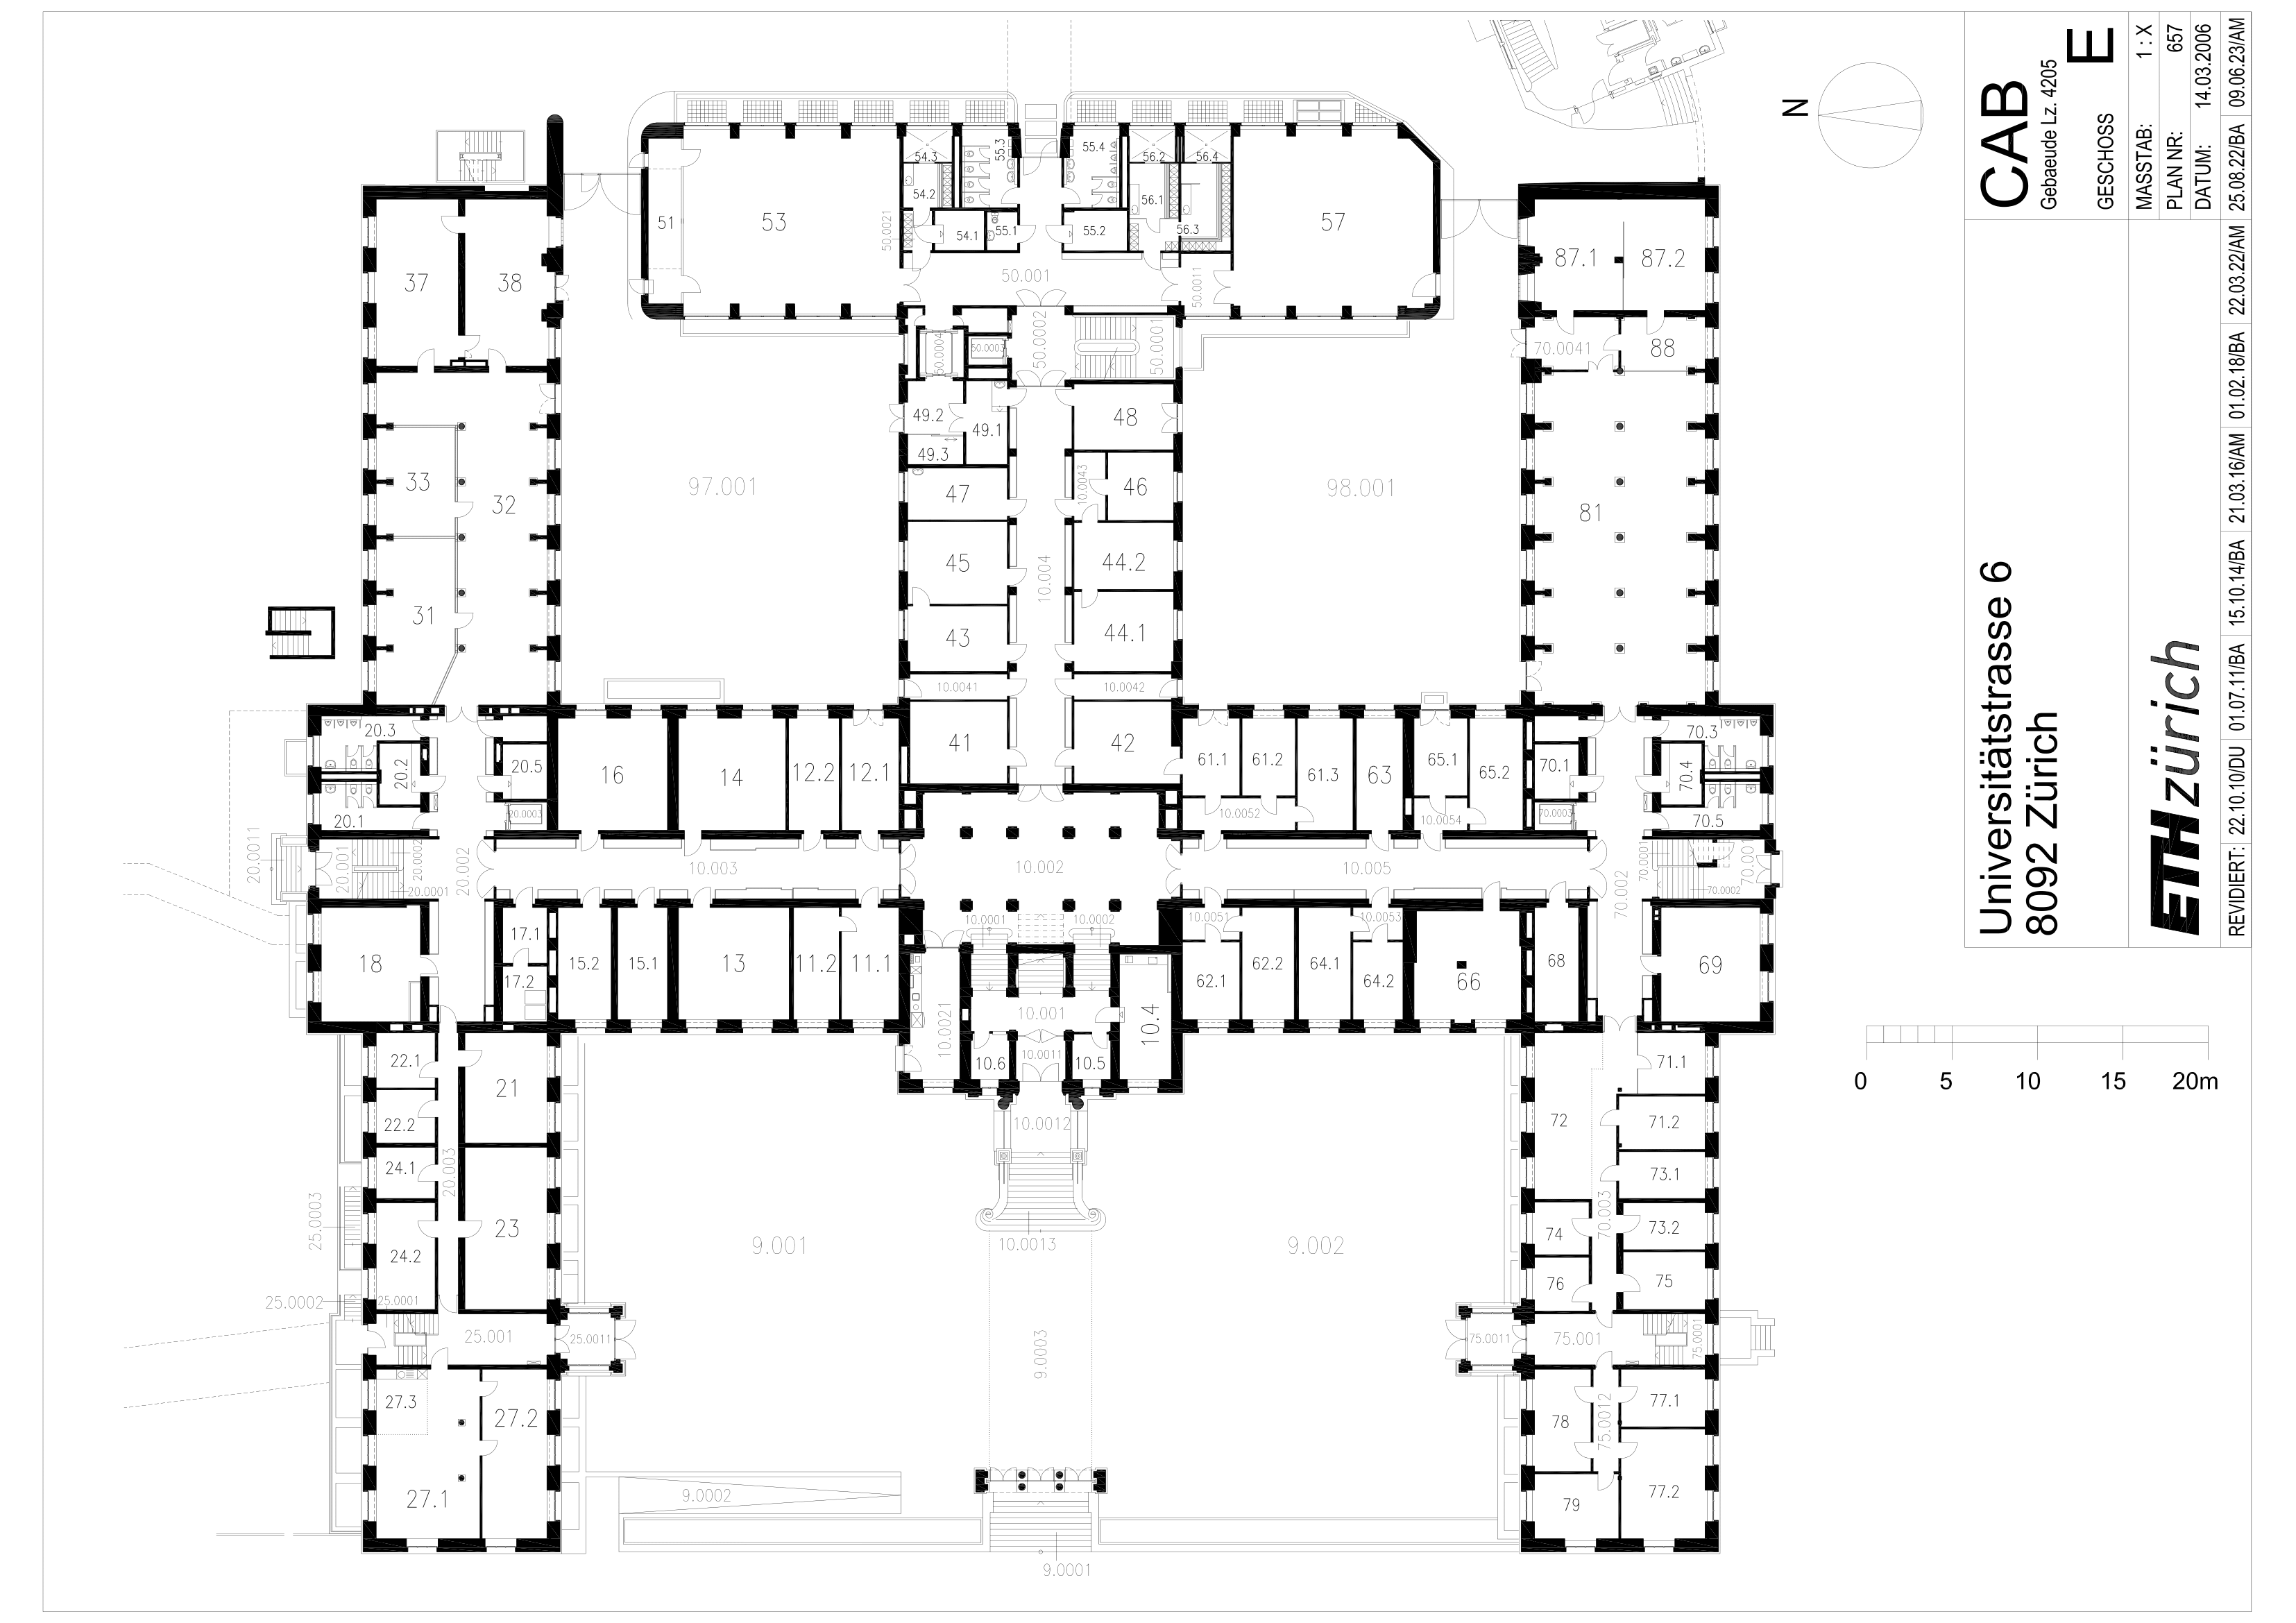 CAB
Gebaeude Lz. 4205
GESCHOSS E
MASSTAB: 1 : X
PLAN NR: 657
DATUM: 14.03.2006
Universitätstrasse 6
8092 Zürich
ETHzürich
REVIDIERT: 22.10.10/DU 01.07.11/BA 15.10.14/BA 21.03.16/AM 01.02.18/BA 22.03.22/AM 25.08.22/BA 09.06.23/AM
N
0 5 10 15 20m
54.3 55.3 55.4 56.2 56.4
51 53 54.2 56.1 57
50.0021 54.1 55.1 55.2 56.3
37 38 50.001 50.0011 87.1 87.2
50.0004 50.0003 50.0002 50.0001 70.0041 88
49.2 49.1 48
49.3
33 32 97.001 47 10.0043 46 98.001 81
45 10.004 44.2
31 43 44.1
10.0041 10.0042
20.3 41 42 70.3
20.2 20.5 16 14 12.2 12.1 61.1 61.2 61.3 63 65.1 65.2 70.1 70.4
20.1 20.0003 10.0052 10.0054 70.0003 70.5
20.0011 20.001 20.0002 20.002 10.003 10.002 10.005 70.0001 70.001
20.0001 70.002 70.0002
10.0001 10.0002 10.0051 10.0053
17.1
18 15.2 15.1 13 11.2 11.1 62.1 62.2 64.1 64.2 66 68 69
17.2
10.0021 10.001 10.4
22.1 10.6 10.0011 10.5 71.1
21
22.2 10.0012 72 71.2
24.1 20.003 73.1
25.0003 23 70.003
24.2 9.001 10.0013 9.002 74 73.2
76 75
25.0002 25.0001
25.001 25.0011 9.0003 75.0011 75.001 75.0001
27.3 27.2 78 75.0012 77.1
27.1 9.0002 79 77.2
9.0001